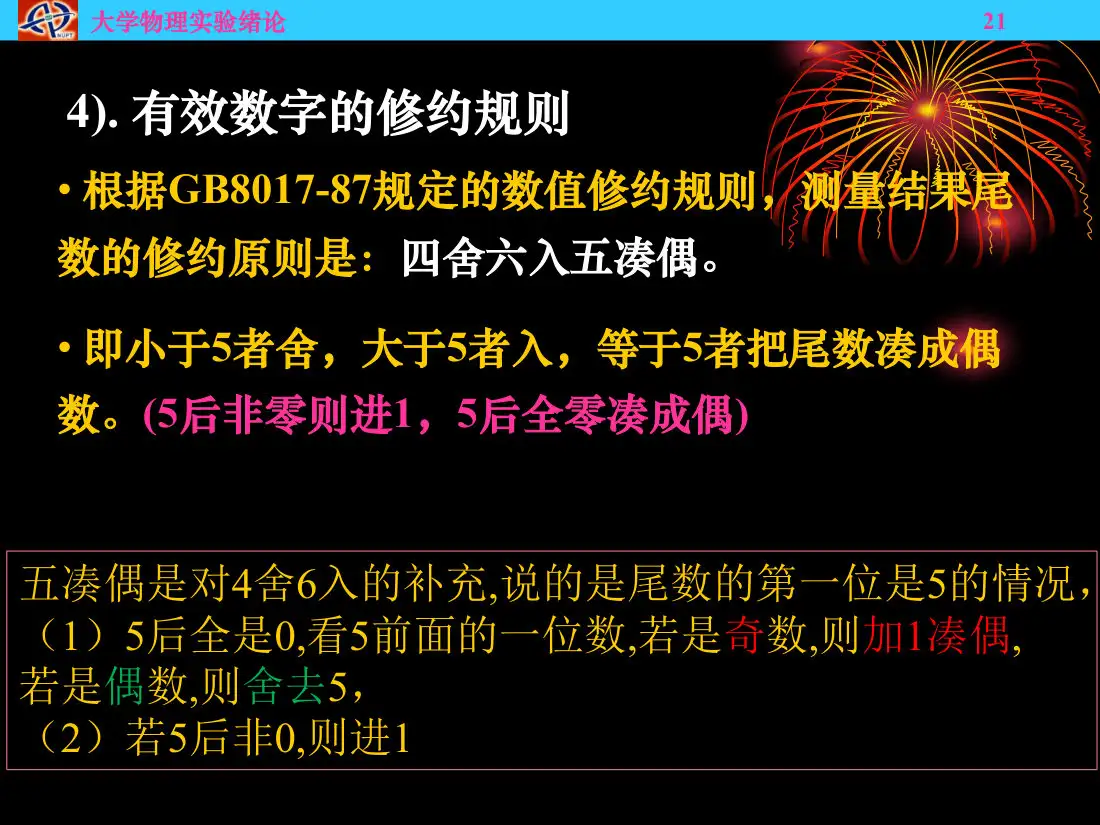 大学物理实验绪论
21
NUPT
4). 有效数字的修约规则
• 根据GB8017-87规定的数值修约规则，测量结果尾
数的修约原则是：四舍六入五凑偶。
• 即小于5者舍，大于5者入，等于5者把尾数凑成偶
数。(5后非零则进1，5后全零凑成偶)
五凑偶是对4舍6入的补充,说的是尾数的第一位是5的情况，
（1）5后全是0,看5前面的一位数,若是奇数,则加1凑偶,
若是偶数,则舍去5，
（2）若5后非0,则进1